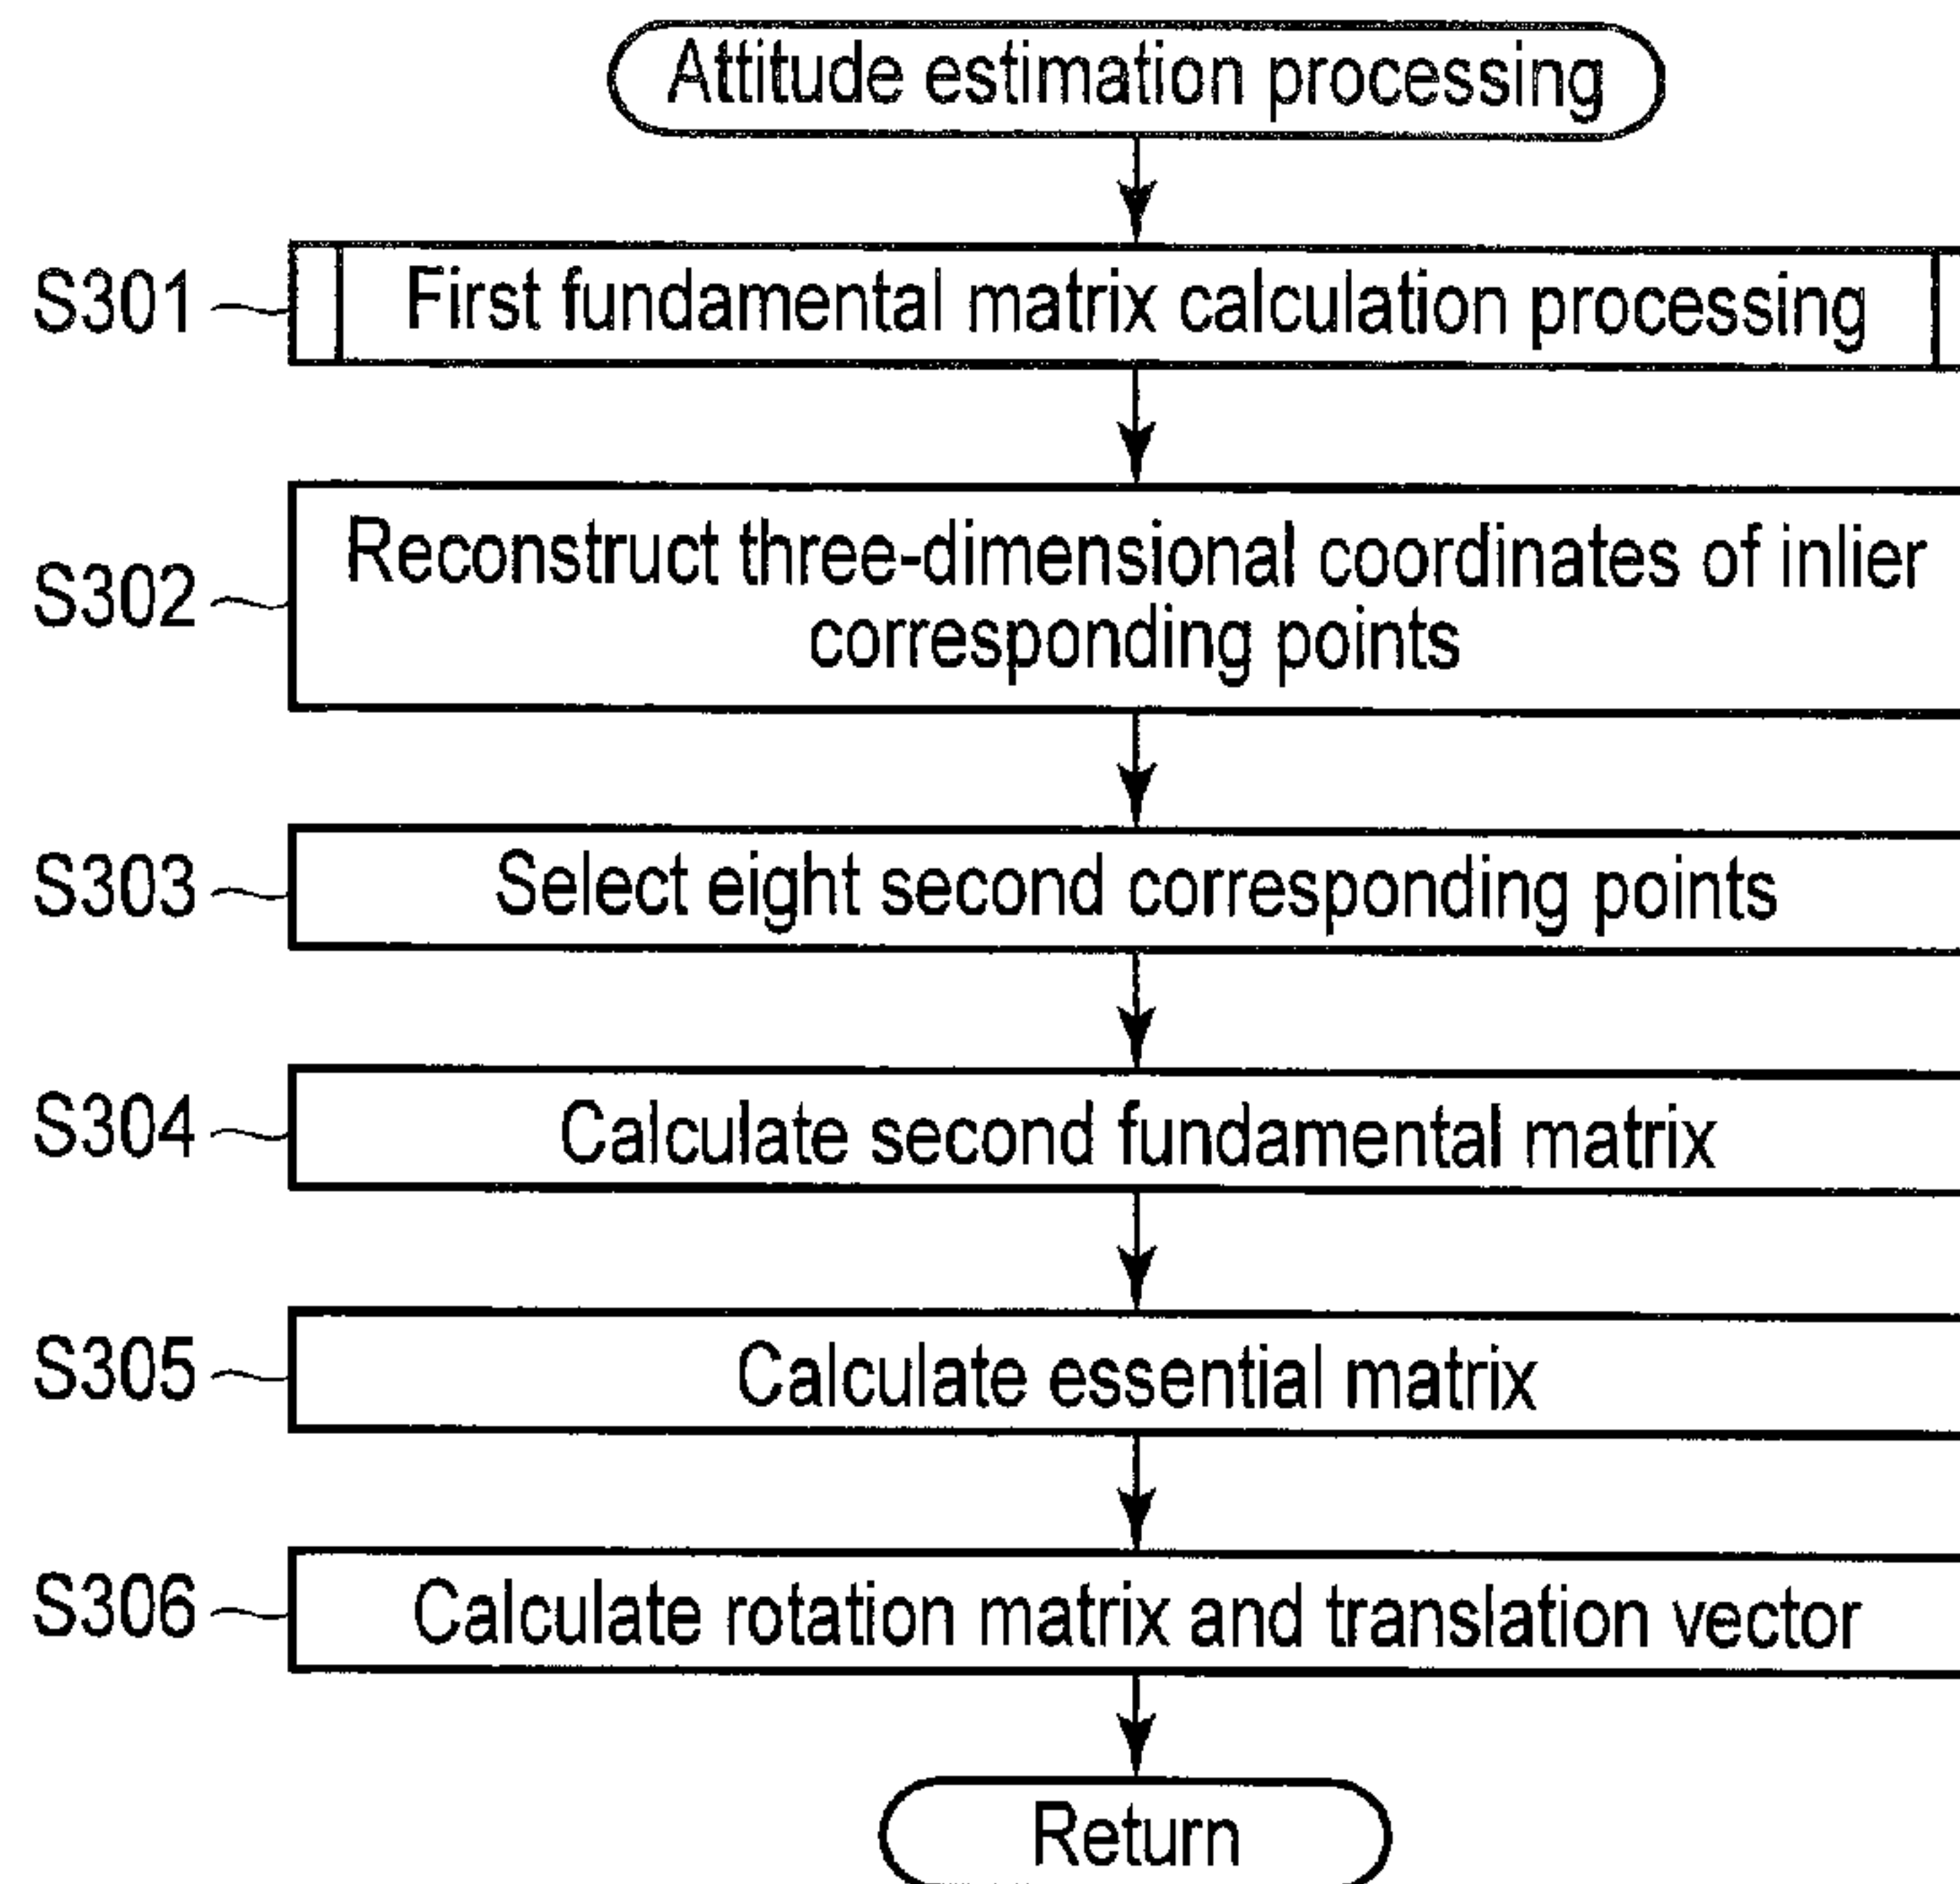 Attitude estimation processing
S301
First fundamental matrix calculation processing
S302
Reconstruct three-dimensional coordinates of inlier
corresponding points
S303
Select eight second corresponding points
S304
Calculate second fundamental matrix
S305
Calculate essential matrix
S306
Calculate rotation matrix and translation vector
Return